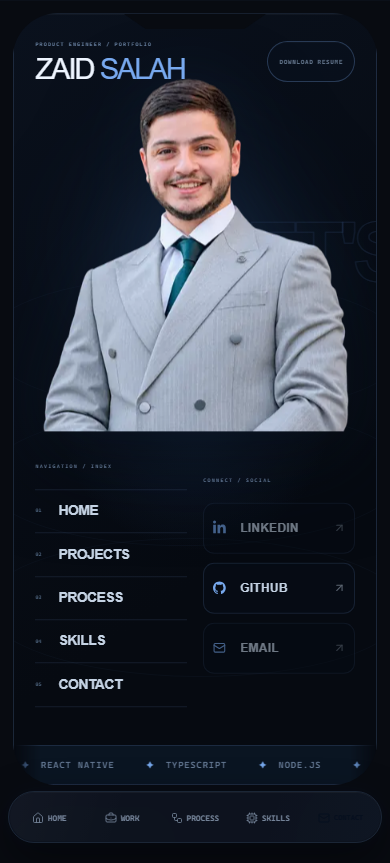 PRODUCT ENGINEER / PORTFOLIO
ZAID SALAH
DOWNLOAD RESUME
NAVIGATION / INDEX
01 HOME
02 PROJECTS
03 PROCESS
04 SKILLS
05 CONTACT
CONNECT / SOCIAL
LINKEDIN
GITHUB
EMAIL
REACT NATIVE TYPESCRIPT NODE.JS
HOME WORK PROCESS SKILLS